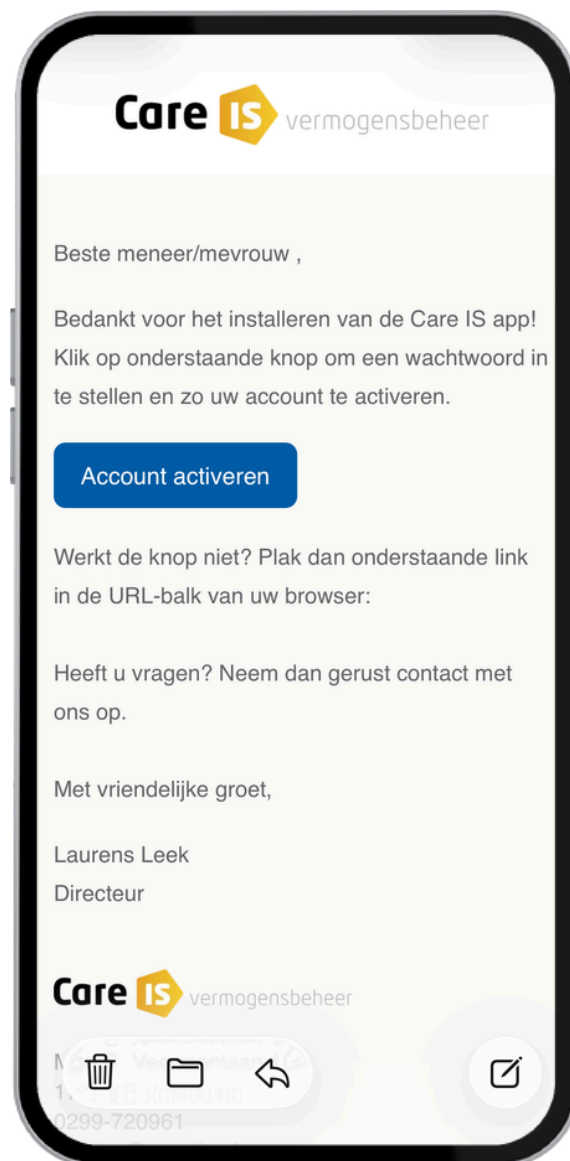 Care IS vermogensbeheer
Beste meneer/mevrouw ,
Bedankt voor het installeren van de Care IS app!
Klik op onderstaande knop om een wachtwoord in
te stellen en zo uw account te activeren.
Account activeren
Werkt de knop niet? Plak dan onderstaande link
in de URL-balk van uw browser:
Heeft u vragen? Neem dan gerust contact met
ons op.
Met vriendelijke groet,
Laurens Leek
Directeur
Care IS vermogensbeheer
0299-720961